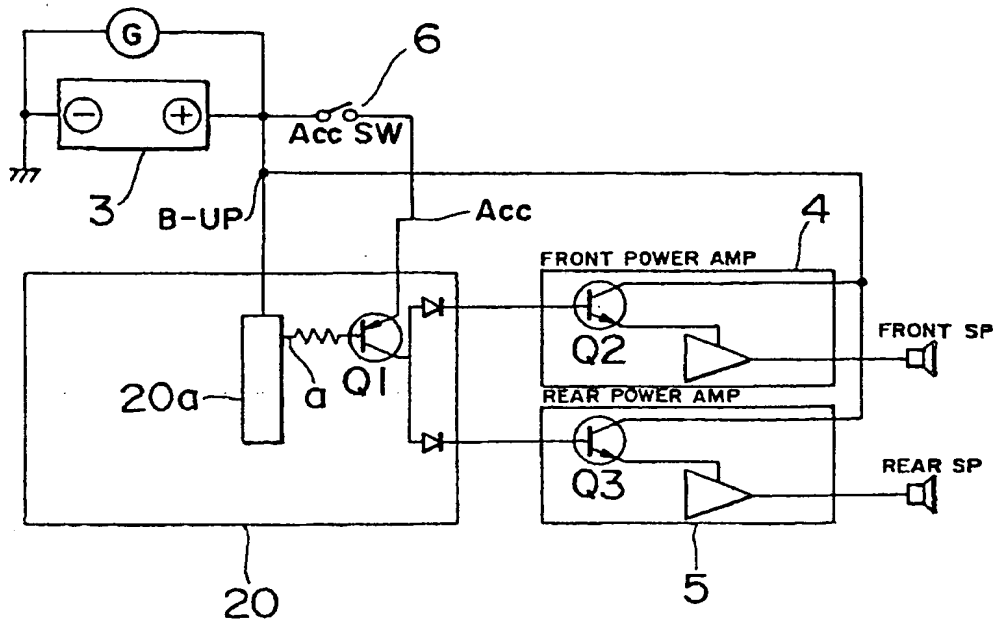 G
6
− +
Acc SW
3
B-UP
Acc
4
FRONT POWER AMP
Q2
FRONT SP
20a
a
Q1
REAR POWER AMP
Q3
REAR SP
20
5